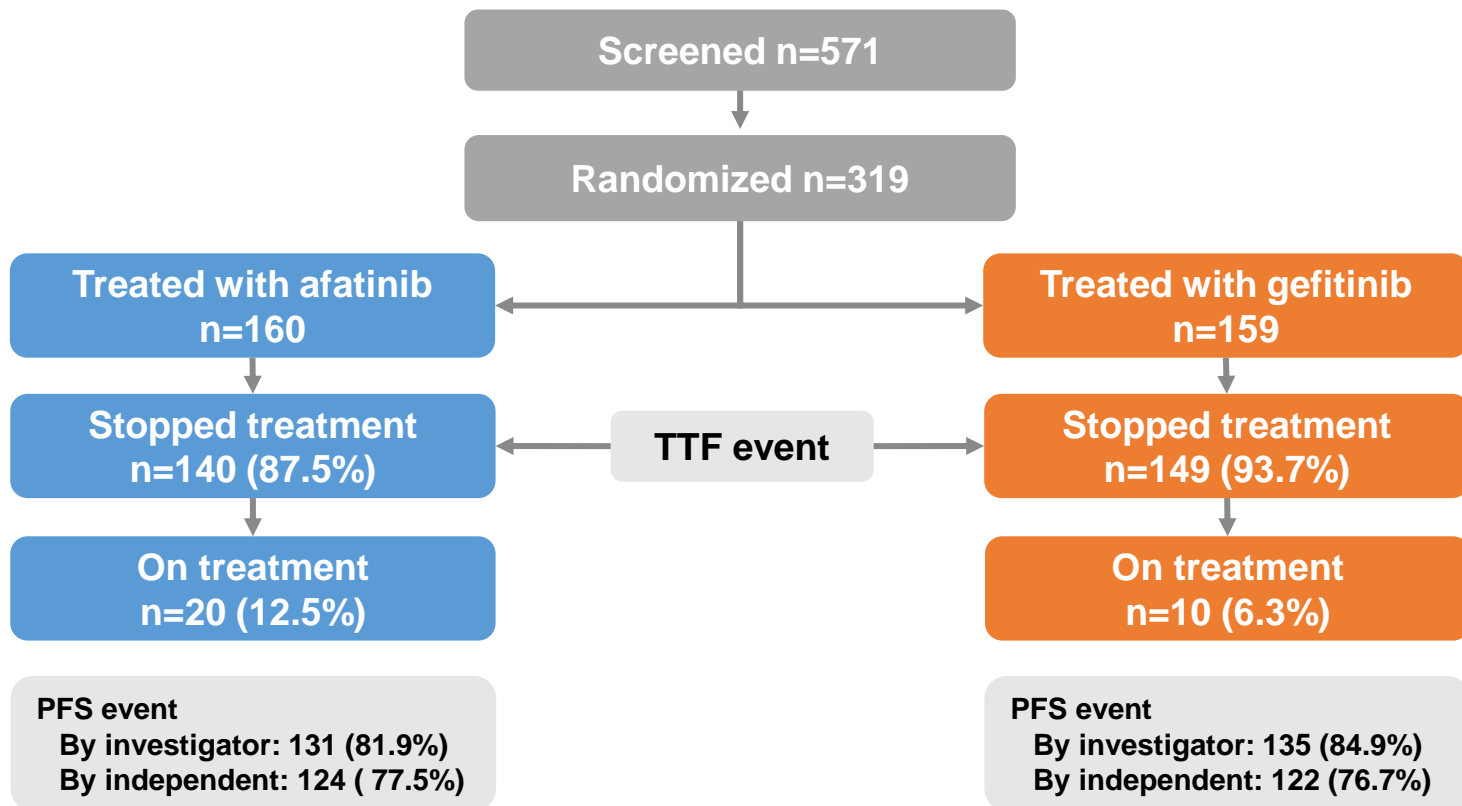 Screened n=571
Randomized n=319
Treated with afatinib
n=160
Treated with gefitinib
n=159
Stopped treatment
n=140 (87.5%)
TTF event
Stopped treatment
n=149 (93.7%)
On treatment
n=20 (12.5%)
On treatment
n=10 (6.3%)
PFS event
By investigator: 131 (81.9%)
By independent: 124 ( 77.5%)
PFS event
By investigator: 135 (84.9%)
By independent: 122 (76.7%)